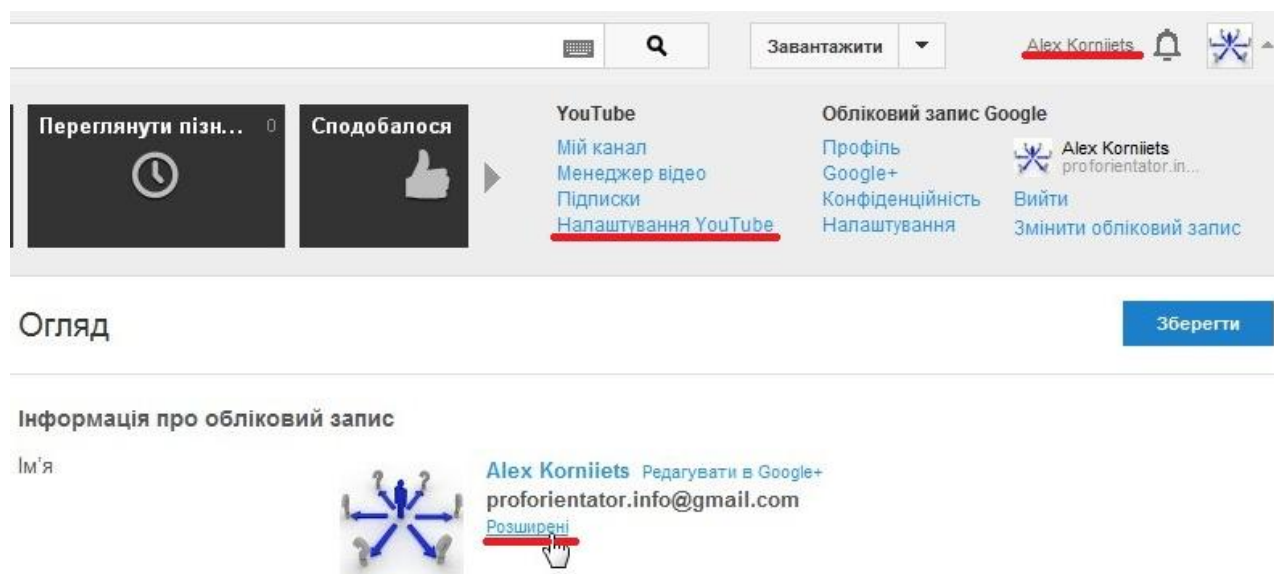 Завантажити
Alex Korniiets
Переглянути пізн... 0
Сподобалося
YouTube
Мій канал
Менеджер відео
Підписки
Налаштування YouTube
Обліковий запис Google
Профіль
Google+
Конфіденційність
Налаштування
Alex Korniiets
proforientator.in...
Вийти
Змінити обліковий запис
Огляд
Зберегти
Інформація про обліковий запис
Ім'я
Alex Korniiets Редагувати в Google+
proforientator.info@gmail.com
Розширені